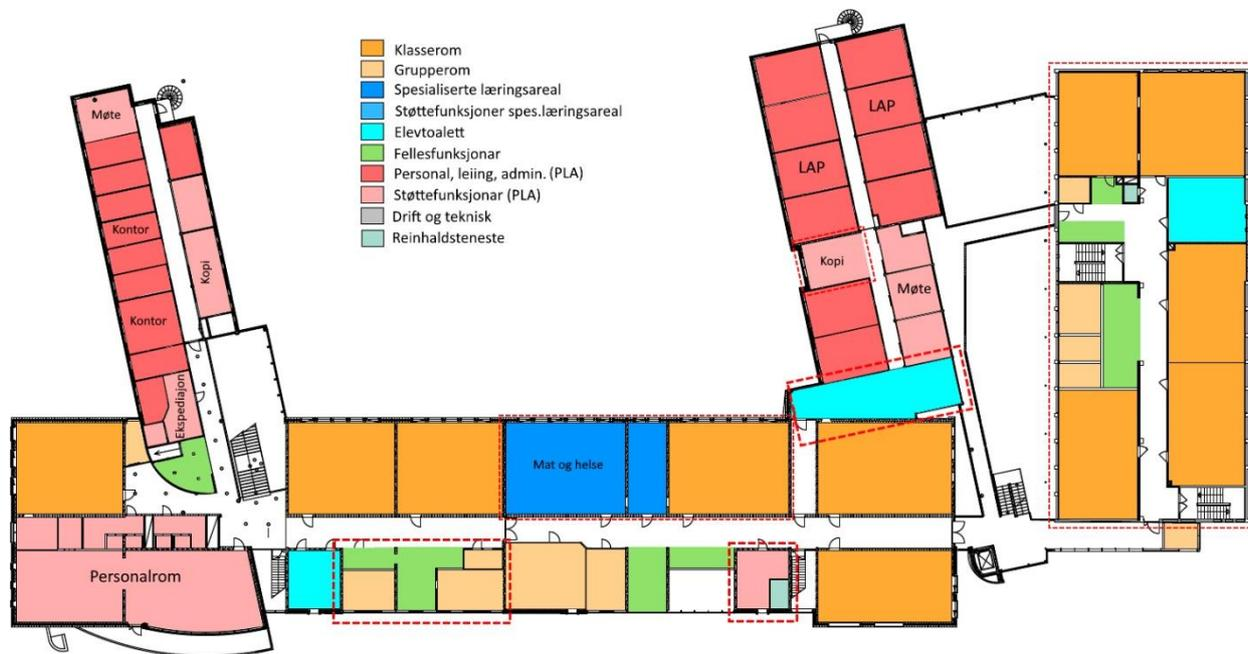 Klasserom
Grupperom
Spesialiserte læringsareal
Støttefunksjoner spes.læringsareal
Elevtoalett
Fellesfunksjonar
Personal, leiing, admin. (PLA)
Støttefunksjonar (PLA)
Drift og teknisk
Reinhaldsteneste
Møte
Kontor
Kopi
Kontor
Ekspediajon
LAP
LAP
Kopi
Møte
Mat og helse
Personalrom